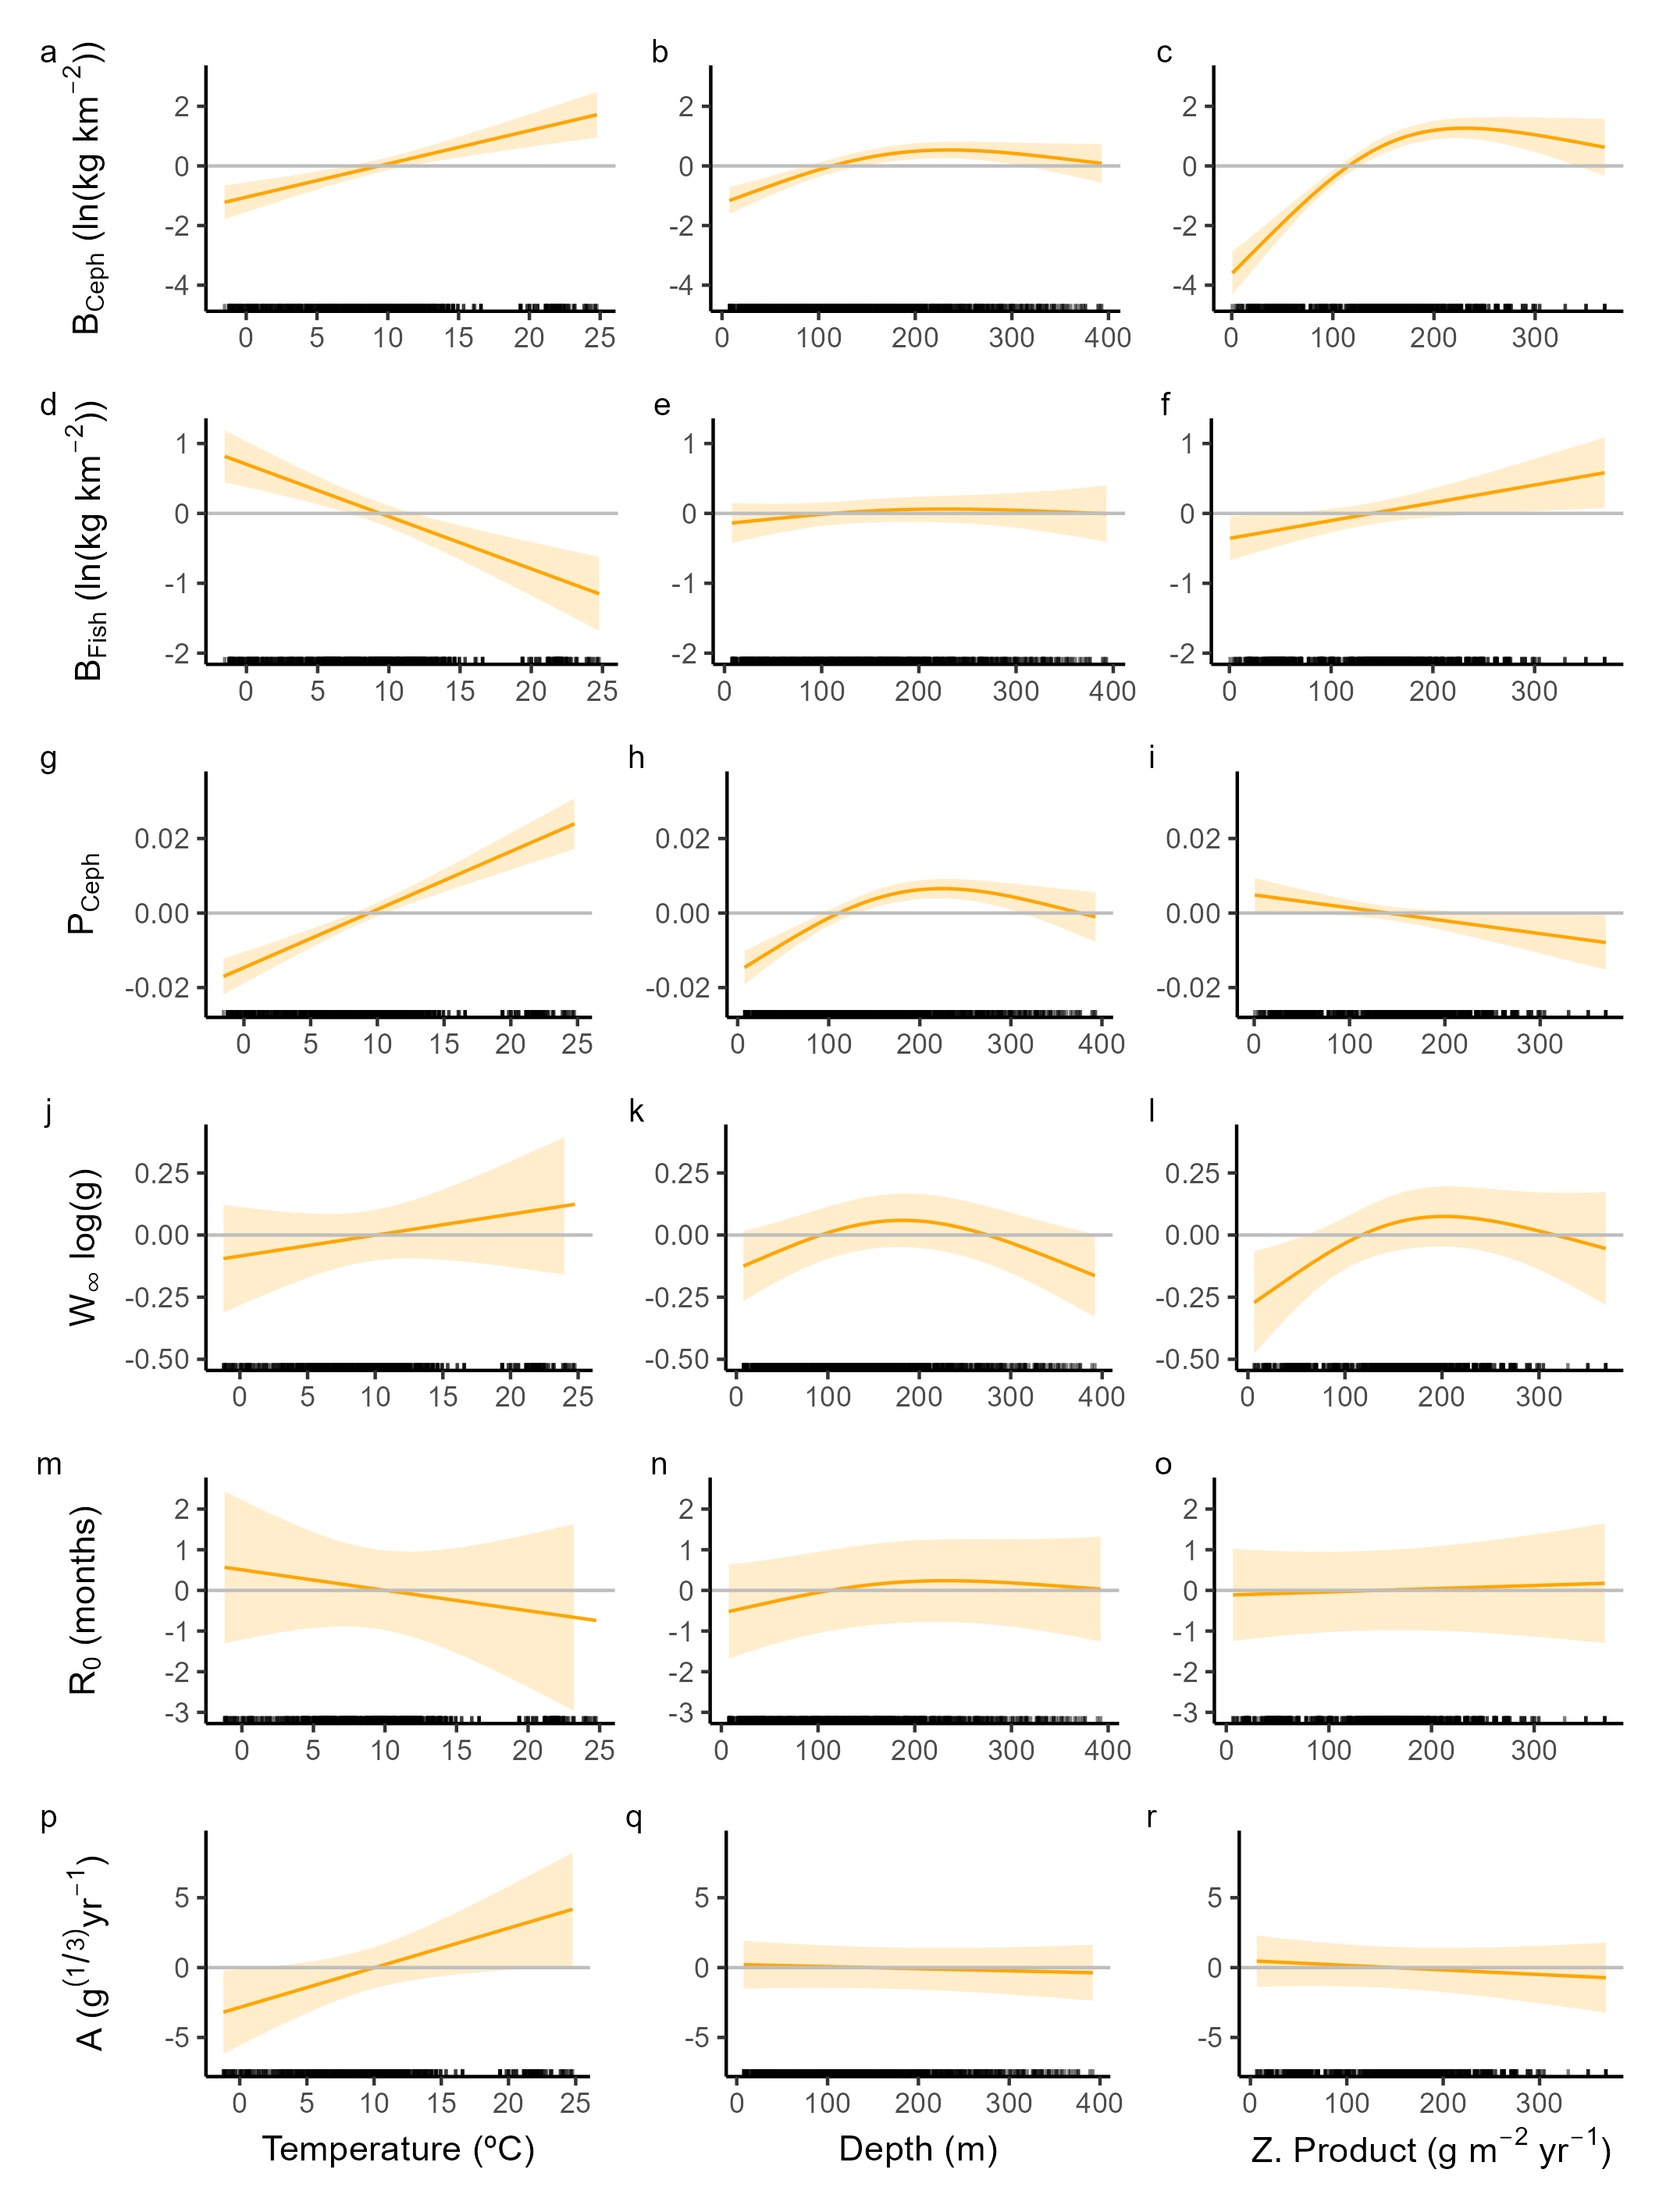 a b c
B_Ceph (ln(kg km⁻²))
2 2 2
0 0 0
-2 -2 -2
-4 -4 -4
0 5 10 15 20 25 0 100 200 300 400 0 100 200 300
d e f
B_Fish (ln(kg km⁻²))
1 1 1
0 0 0
-1 -1 -1
-2 -2 -2
0 5 10 15 20 25 0 100 200 300 400 0 100 200 300
g h i
P_Ceph
0.02 0.02 0.02
0.00 0.00 0.00
-0.02 -0.02 -0.02
0 5 10 15 20 25 0 100 200 300 400 0 100 200 300
j k l
W∞ log(g)
0.25 0.25 0.25
0.00 0.00 0.00
-0.25 -0.25 -0.25
-0.50 -0.50 -0.50
0 5 10 15 20 25 0 100 200 300 400 0 100 200 300
m n o
R₀ (months)
2 2 2
1 1 1
0 0 0
-1 -1 -1
-2 -2 -2
-3 -3 -3
0 5 10 15 20 25 0 100 200 300 400 0 100 200 300
p q r
A (g^(1/3)yr⁻¹)
5 5 5
0 0 0
-5 -5 -5
0 5 10 15 20 25 0 100 200 300 400 0 100 200 300
Temperature (ºC) Depth (m) Z. Product (g m⁻² yr⁻¹)